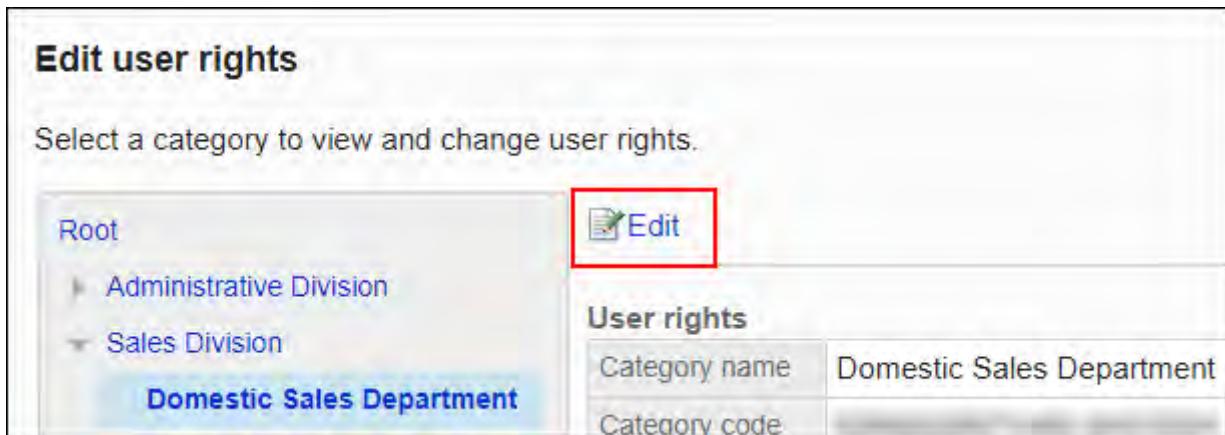 Edit user rights
Select a category to view and change user rights.
Root
Administrative Division
Sales Division
Domestic Sales Department
Edit
User rights
Category name Domestic Sales Department
Category code